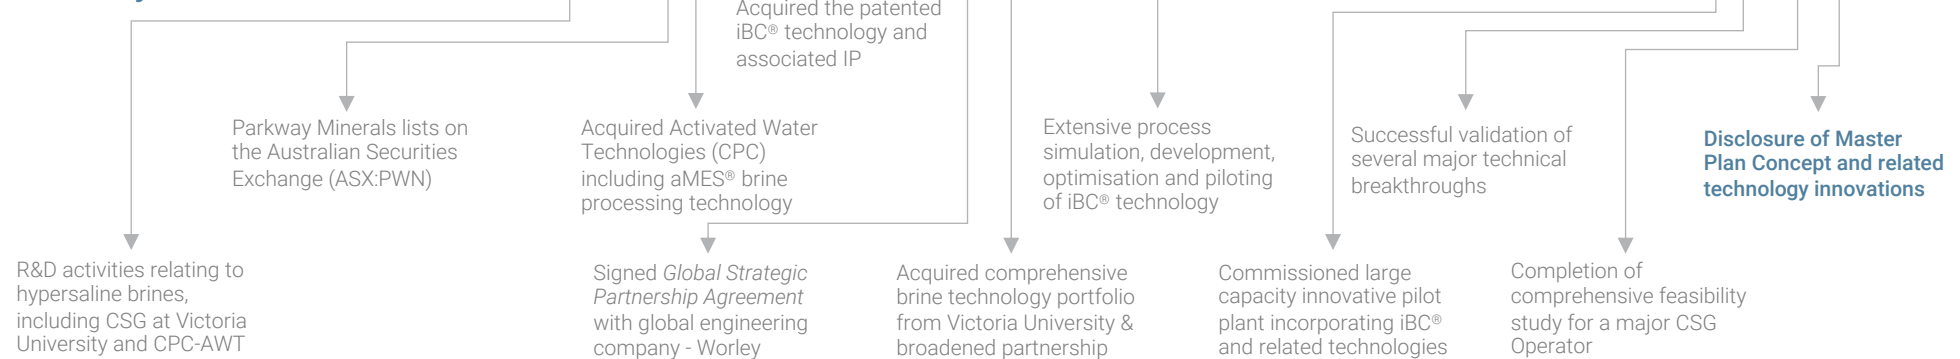 Acquired the patented
iBC® technology and
associated IP
Parkway Minerals lists on
the Australian Securities
Exchange (ASX:PWN)
Acquired Activated Water
Technologies (CPC)
including aMES® brine
processing technology
Extensive process
simulation, development,
optimisation and piloting
of iBC® technology
Successful validation of
several major technical
breakthroughs
Disclosure of Master
Plan Concept and related
technology innovations
R&D activities relating to
hypersaline brines,
including CSG at Victoria
University and CPC-AWT
Signed Global Strategic
Partnership Agreement
with global engineering
company - Worley
Acquired comprehensive
brine technology portfolio
from Victoria University &
broadened partnership
Commissioned large
capacity innovative pilot
plant incorporating iBC®
and related technologies
Completion of
comprehensive feasibility
study for a major CSG
Operator